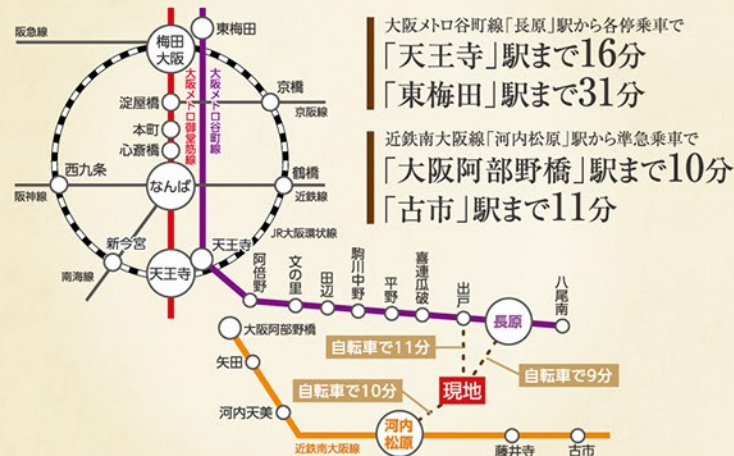 大阪メトロ谷町線「長原」駅から各停乗車で
「天王寺」駅まで16分
「東梅田」駅まで31分
近鉄南大阪線「河内松原」駅から準急乗車で
「大阪阿部野橋」駅まで10分
「古市」駅まで11分
阪急線
梅田
大阪
東梅田
大阪メトロ御堂筋線
大阪メトロ谷町線
淀屋橋
京橋
京阪線
本町
心斎橋
西九条
なんば
鶴橋
阪神線
近鉄線
JR大阪環状線
新今宮
南海線
天王寺
天王寺
阿倍野
文の里
田辺
駒川中野
平野
喜連瓜破
出戸
長原
八尾南
大阪阿部野橋
矢田
河内天美
自転車で11分
自転車で9分
自転車で10分
現地
河内
松原
近鉄南大阪線
藤井寺
古市